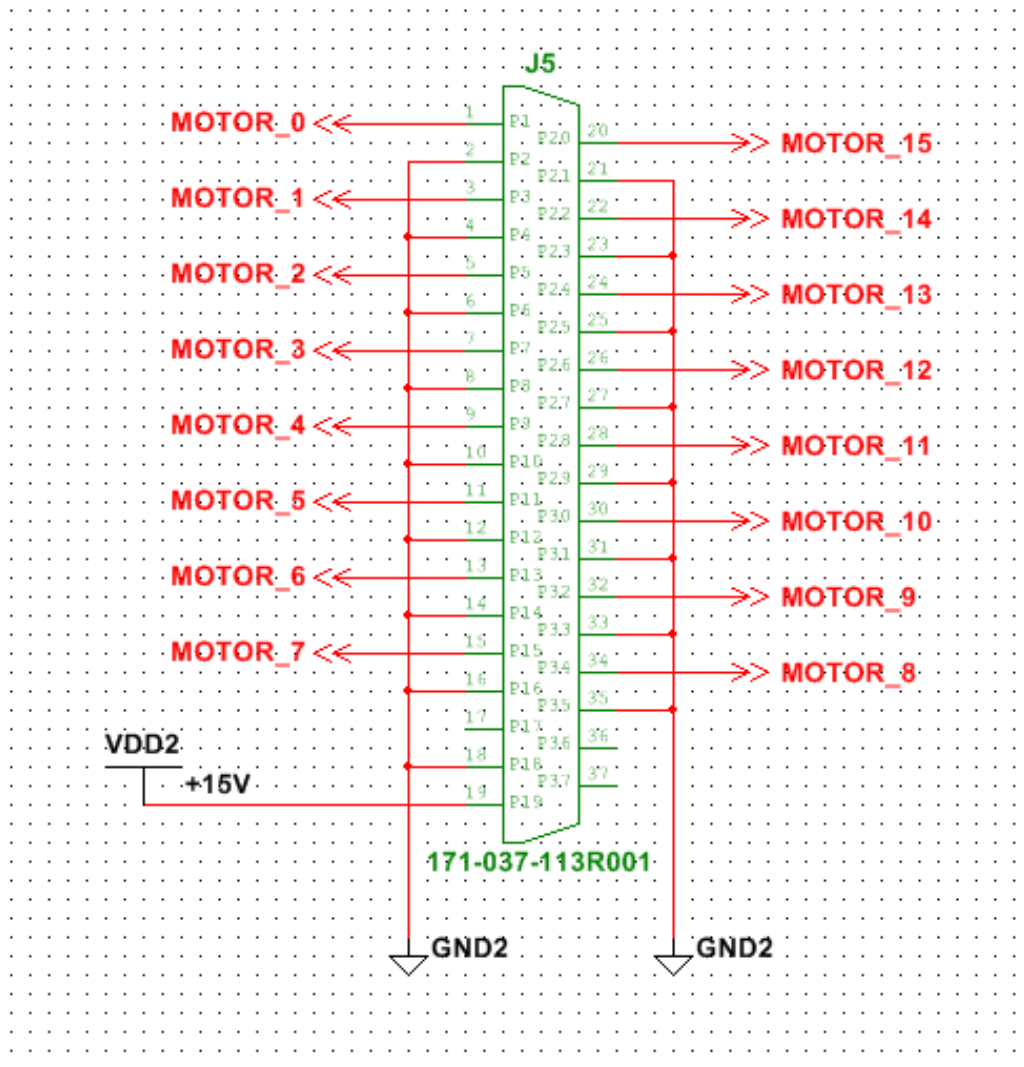 J5
MOTOR_0 1 P1
P20 20 MOTOR_15
2 P2
P21 21
MOTOR_1 3 P3
P22 22 MOTOR_14
4 P4
P23 23
MOTOR_2 5 P5
P24 24 MOTOR_13
6 P6
P25 25
MOTOR_3 7 P7
P26 26 MOTOR_12
8 P8
P27 27
MOTOR_4 9 P9
P28 28 MOTOR_11
10 P10
P29 29
MOTOR_5 11 P11
P30 30 MOTOR_10
12 P12
P31 31
MOTOR_6 13 P13
P32 32 MOTOR_9
14 P14
P33 33
MOTOR_7 15 P15
P34 34 MOTOR_8
16 P16
P35 35
17 P17
P36 36
VDD2
18 P18
P37 37
+15V
19 P19
171-037-113R001
GND2 GND2